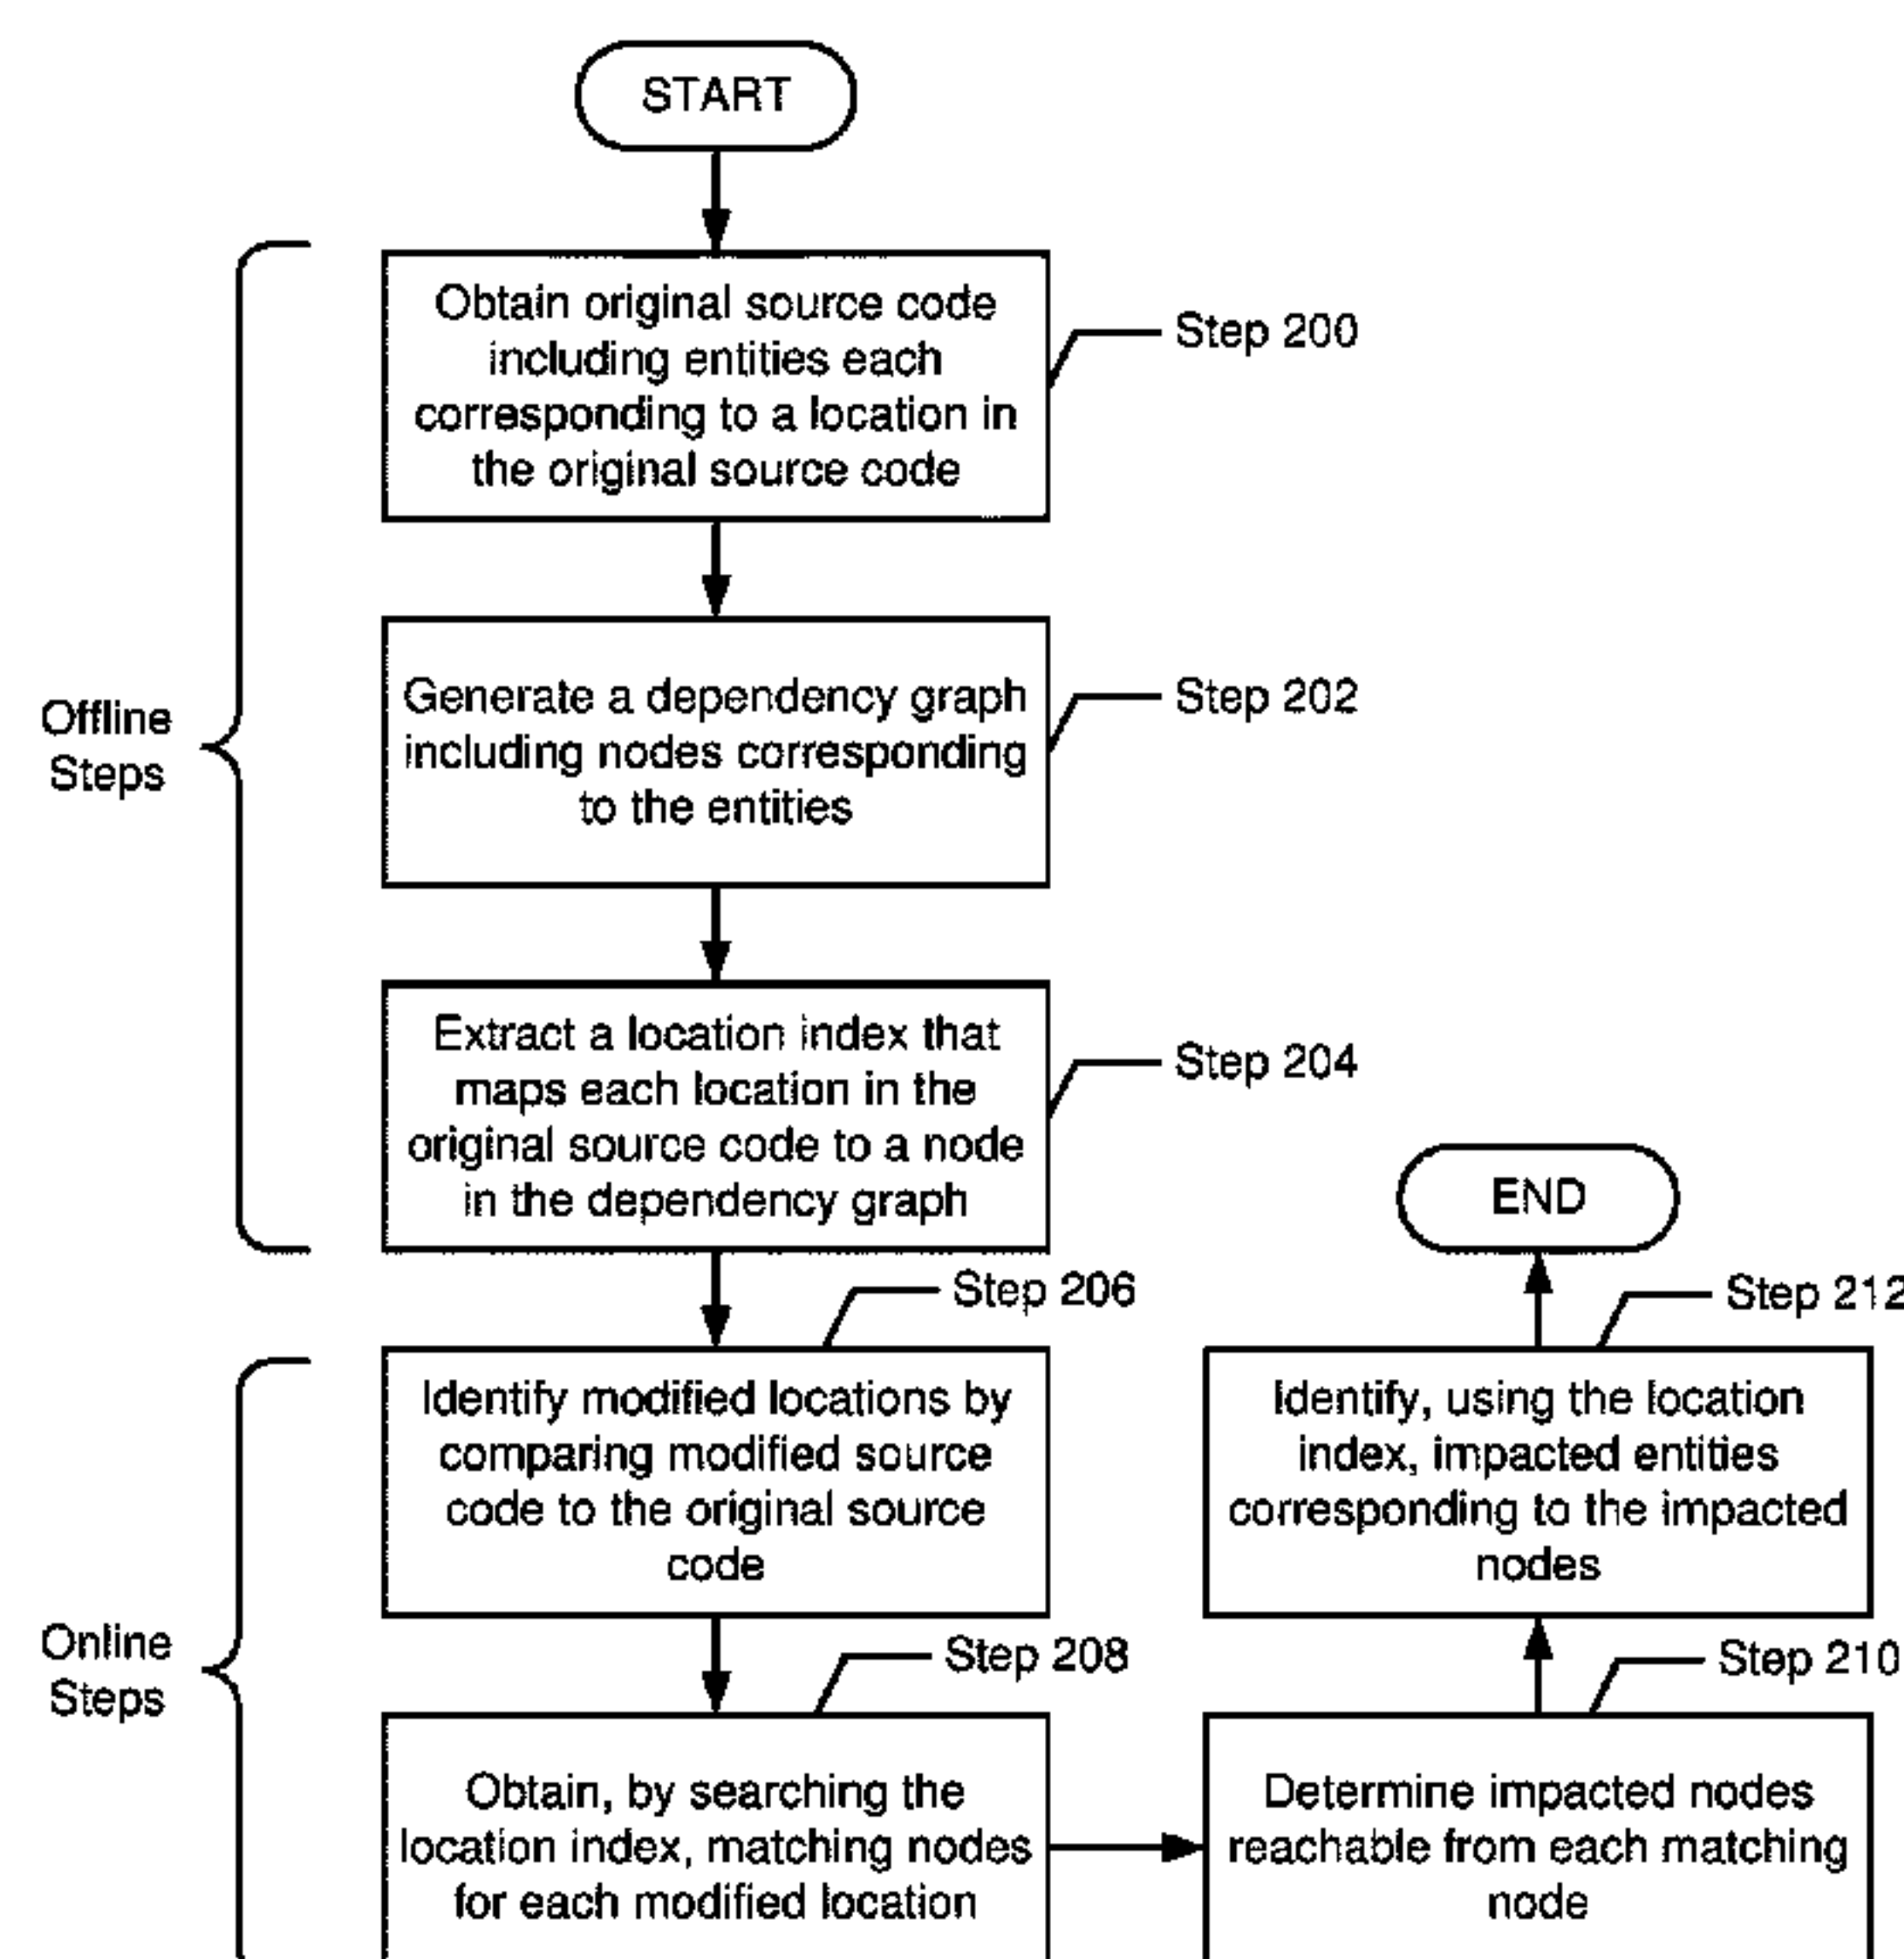 START
Obtain original source code
including entities each
corresponding to a location in
the original source code
Step 200
Offline
Steps
Generate a dependency graph
including nodes corresponding
to the entities
Step 202
Extract a location index that
maps each location in the
original source code to a node
in the dependency graph
Step 204
Step 206
Identify modified locations by
comparing modified source
code to the original source
code
Online
Steps
Step 208
Obtain, by searching the
location index, matching nodes
for each modified location
Step 210
Determine impacted nodes
reachable from each matching
node
Step 212
Identify, using the location
index, impacted entities
corresponding to the impacted
nodes
END